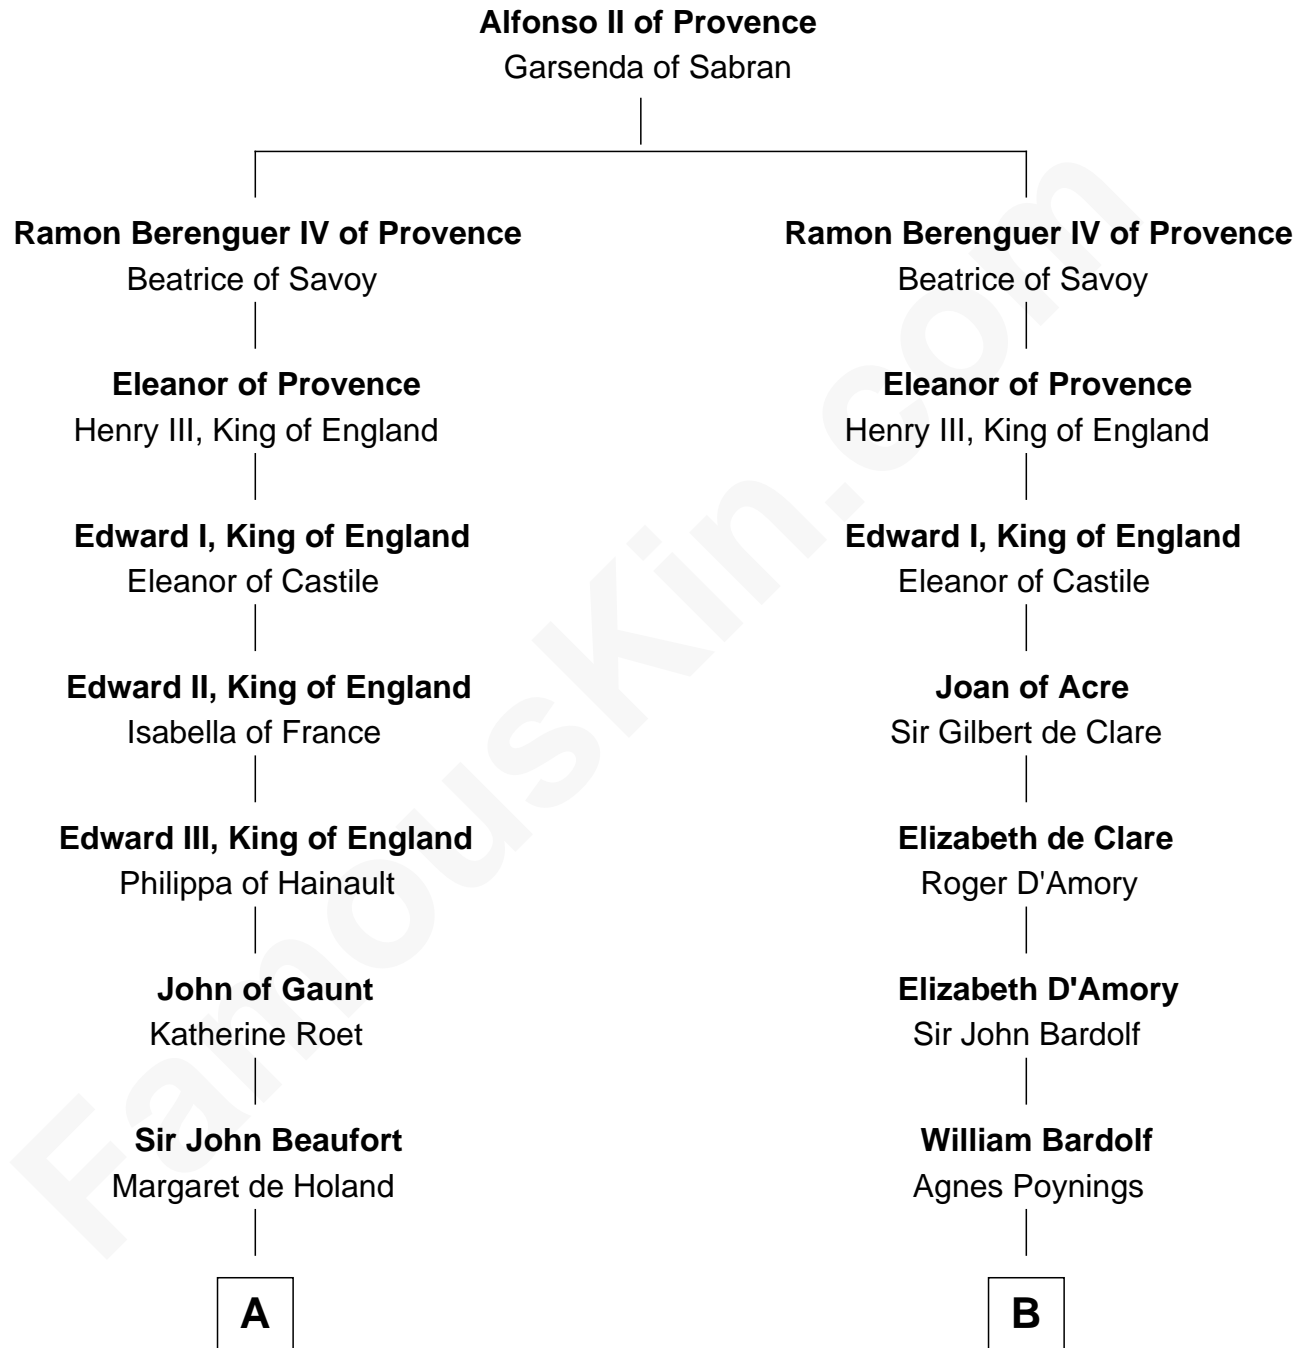 Alfonso II of Provence
Garsenda of Sabran
Ramon Berenguer IV of Provence
Beatrice of Savoy
Eleanor of Provence
Henry III, King of England
Edward I, King of England
Eleanor of Castile
Edward II, King of England
Isabella of France
Edward III, King of England
Philippa of Hainault
John of Gaunt
Katherine Roet
Sir John Beaufort
Margaret de Holand
A
Ramon Berenguer IV of Provence
Beatrice of Savoy
Eleanor of Provence
Henry III, King of England
Edward I, King of England
Eleanor of Castile
Joan of Acre
Sir Gilbert de Clare
Elizabeth de Clare
Roger D'Amory
Elizabeth D'Amory
Sir John Bardolf
William Bardolf
Agnes Poynings
B
FamousKin.com